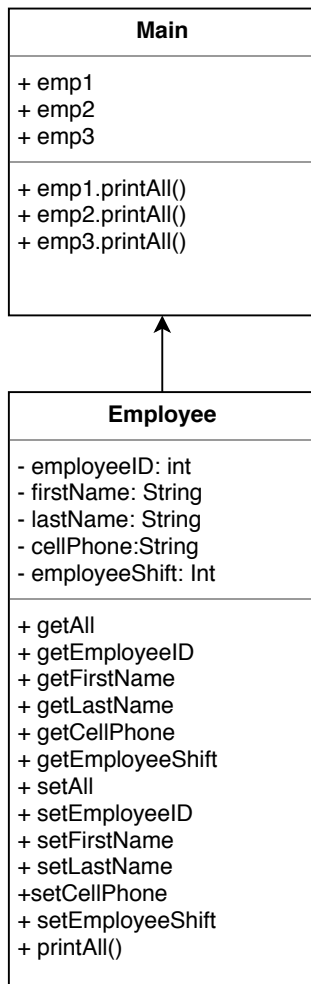 Main
+ emp1
+ emp2
+ emp3
+ emp1.printAll()
+ emp2.printAll()
+ emp3.printAll()
Employee
- employeeID: int
- firstName: String
- lastName: String
- cellPhone:String
- employeeShift: Int
+ getAll
+ getEmployeeID
+ getFirstName
+ getLastName
+ getCellPhone
+ getEmployeeShift
+ setAll
+ setEmployeeID
+ setFirstName
+ setLastName
+setCellPhone
+ setEmployeeShift
+ printAll()